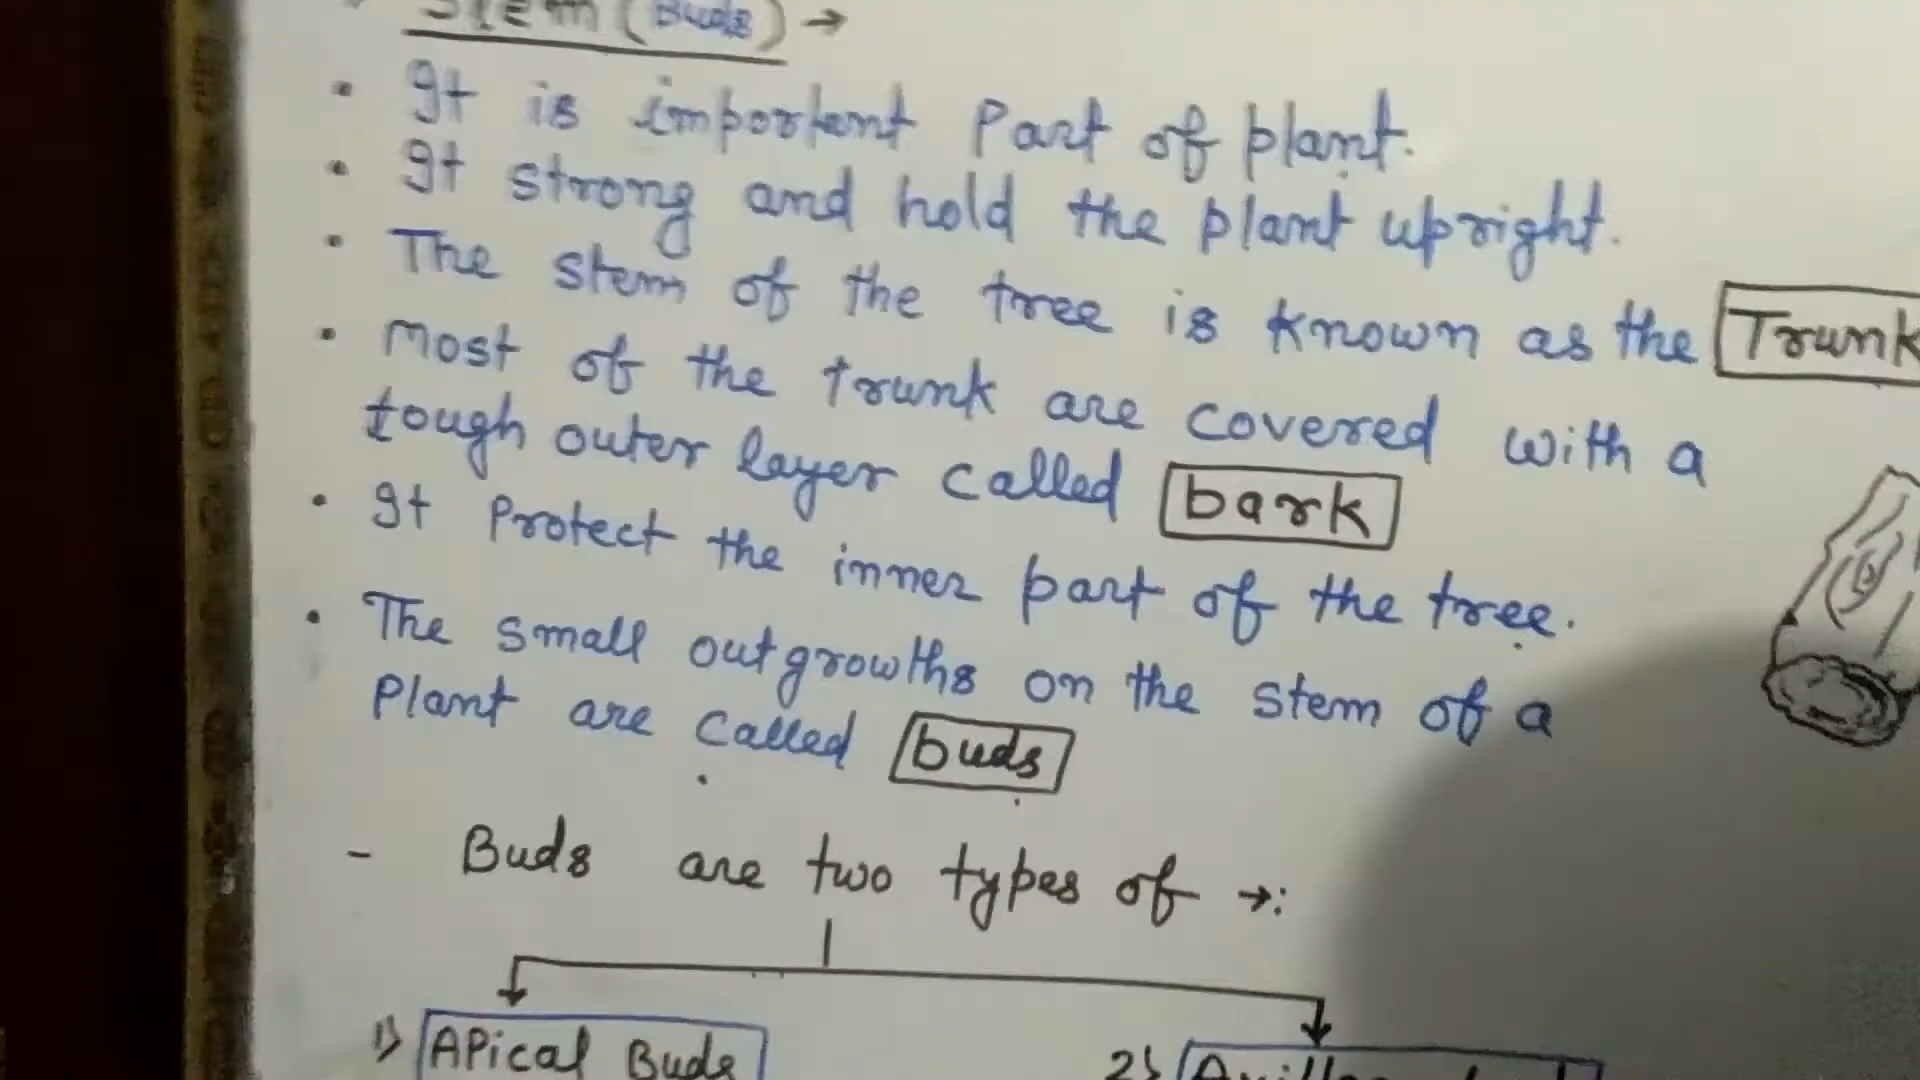 Stem (Buds) →
• It is important Part of plant.
• It strong and hold the plant upright.
• The stem of the tree is known as the Trunk
• Most of the trunk are covered with a
tough outer layer called bark
• It Protect the inner part of the tree.
• The small outgrowths on the stem of a
Plant are called buds
- Buds are two types of →:
1) APical Buds
2)